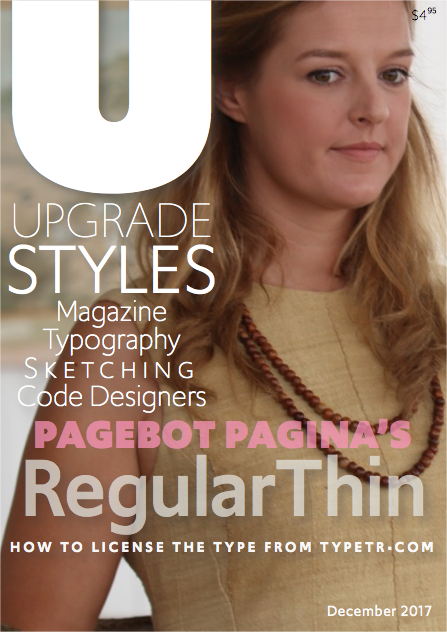 $4.95
U
UPGRADE
STYLES
Magazine
Typography
SKETCHING
Code Designers
PAGEBOT PAGINA'S
RegularThin
HOW TO LICENSE THE TYPE FROM TYPETR•COM
December 2017